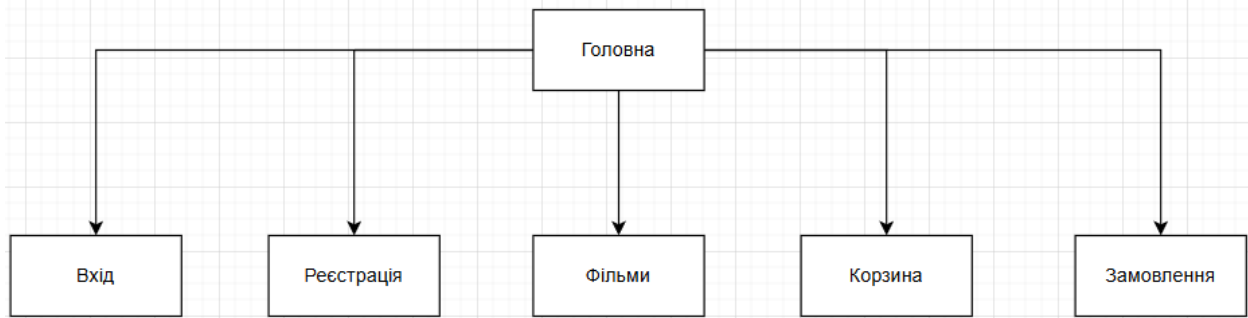 Головна
Вхід
Реєстрація
Фільми
Корзина
Замовлення